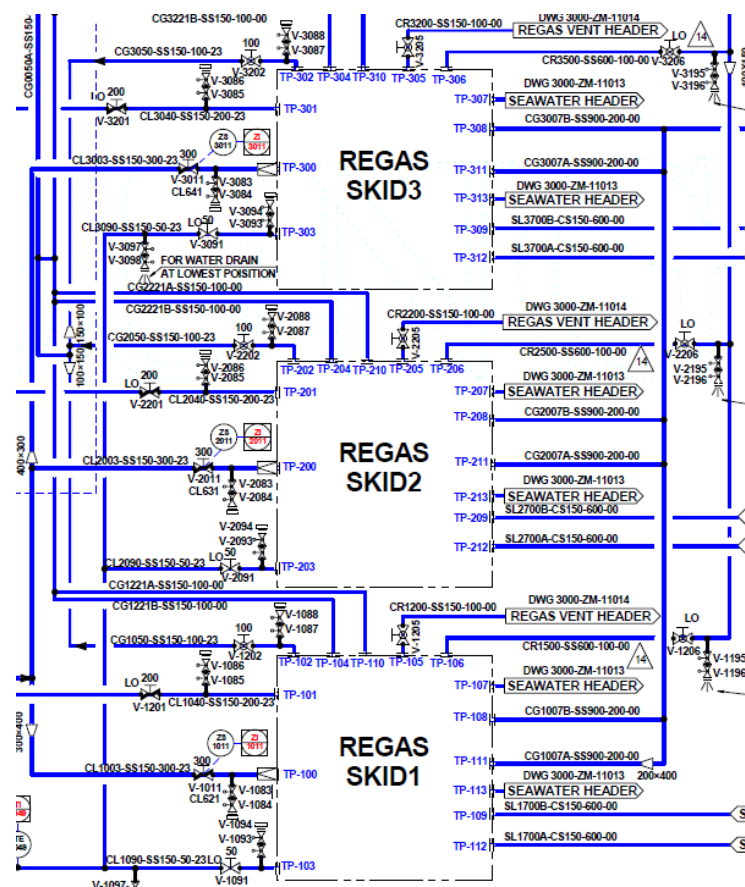 CG0050A-SS150-
CG3221B-SS150-100-00
V-3088
V-3087
CR3200-SS150-100-00
DWG 3000-ZM-11014
REGAS VENT HEADER
V-3205
LO
14
CG3050-SS150-100-23
100
V-3202
TP-302
TP-304
TP-310
TP-305
TP-306
CR3500-SS600-100-00
V-3206
V-3195
V-3196
400×150
V-3086
V-3085
LO
200
V-3201
CL3040-SS150-200-23
TP-301
TP-307
DWG 3000-ZM-11013
SEAWATER HEADER
TP-308
CG3007B-SS900-200-00
ZS
3011
ZI
3011
CL3003-SS150-300-23
300
V-3011
CL641
V-3083
V-3084
TP-300
REGAS
SKID3
TP-311
CG3007A-SS900-200-00
DWG 3000-ZM-11013
TP-313
SEAWATER HEADER
CL3090-SS150-50-23
LO
50
V-3091
V-3094
V-3093
TP-303
TP-309
SL3700B-CS150-600-00
V-3097
V-3098
FOR WATER DRAIN
AT LOWEST POISITION
TP-312
SL3700A-CS150-600-00
CG2221A-SS150-100-00
CG2221B-SS150-100-00
DWG 3000-ZM-11014
CR2200-SS150-100-00
REGAS VENT HEADER
V-2088
V-2087
V-2205
LO
100×150
150×100
CG2050-SS150-100-23
100
V-2202
TP-202
TP-204
TP-210
TP-205
TP-206
CR2500-SS600-100-00
14
V-2206
V-2195
V-2196
V-2086
V-2085
LO
200
V-2201
CL2040-SS150-200-23
TP-201
DWG 3000-ZM-11013
TP-207
SEAWATER HEADER
TP-208
CG2007B-SS900-200-00
ZS
2011
ZI
2011
400×300
CL2003-SS150-300-23
300
V-2011
CL631
V-2083
V-2084
TP-200
REGAS
SKID2
TP-211
CG2007A-SS900-200-00
DWG 3000-ZM-11013
TP-213
SEAWATER HEADER
TP-209
SL2700B-CS150-600-00
V-2094
V-2093
CL2090-SS150-50-23
LO
50
V-2091
TP-203
TP-212
SL2700A-CS150-600-00
CG1221A-SS150-100-00
CG1221B-SS150-100-00
DWG 3000-ZM-11014
CR1200-SS150-100-00
REGAS VENT HEADER
V-1088
V-1087
V-1205
LO
CG1050-SS150-100-23
100
V-1202
TP-102
TP-104
TP-110
TP-105
TP-106
CR1500-SS600-100-00
14
V-1206
V-1195
V-1196
V-1086
V-1085
LO
200
V-1201
CL1040-SS150-200-23
TP-101
DWG 3000-ZM-11013
TP-107
SEAWATER HEADER
TP-108
CG1007B-SS900-200-00
300×400
ZS
1011
ZI
1011
CL1003-SS150-300-23
300
V-1011
CL621
V-1083
V-1084
TP-100
REGAS
SKID1
TP-111
CG1007A-SS900-200-00
200×400
DWG 3000-ZM-11013
TP-113
SEAWATER HEADER
TP-109
SL1700B-CS150-600-00
S
V-1094
V-1093
CL1090-SS150-50-23
LO
50
V-1091
TP-103
TP-112
SL1700A-CS150-600-00
S
V-1097